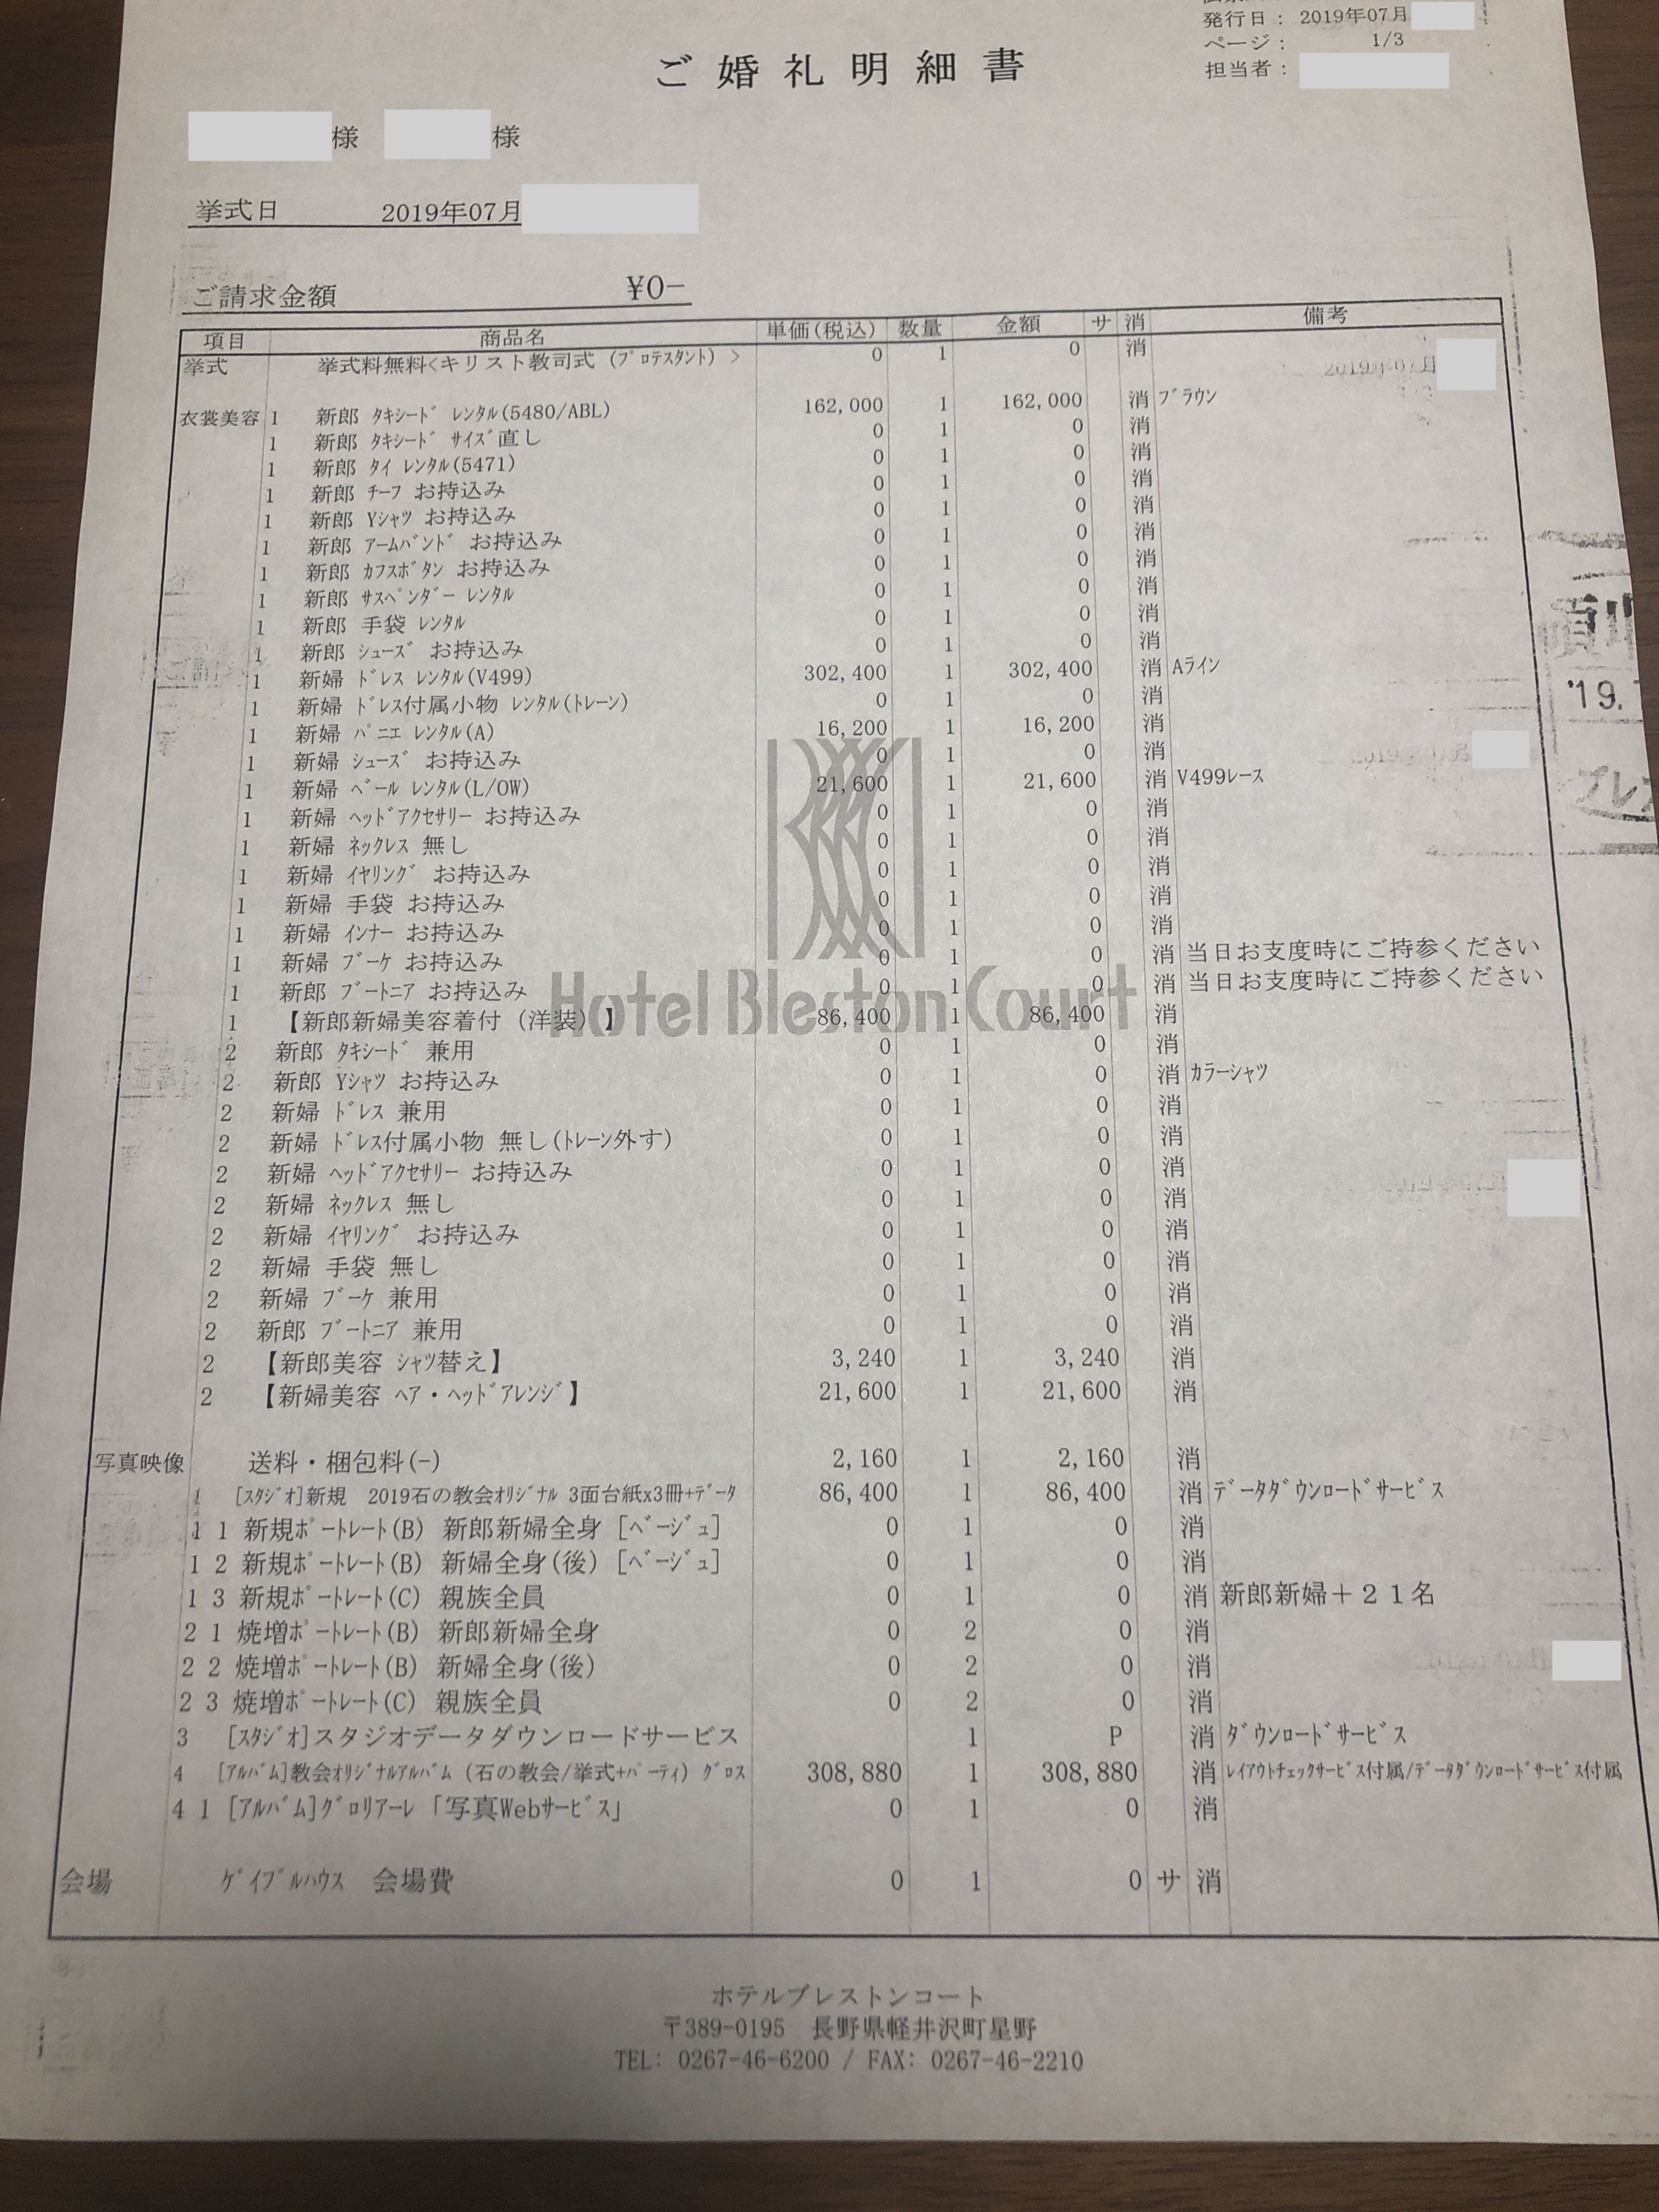 発行日： 2019年07月
ページ： 1/3
担当者：
ご婚礼明細書
様 様
挙式日 2019年07月
ご請求金額 ¥0-
項目 商品名 単価(税込) 数量 金額 サ 消 備考
挙式 挙式料無料<キリスト教司式 (ﾌﾟﾛﾃｽﾀﾝﾄ) > 0 1 0 消
衣裳美容 1 新郎 ﾀｷｼｰﾄﾞ ﾚﾝﾀﾙ(5480/ABL) 162,000 1 162,000 消 ﾌﾞﾗｳﾝ
1 新郎 ﾀｷｼｰﾄﾞ ｻｲｽﾞ直し 0 1 0 消
1 新郎 ﾀｲ ﾚﾝﾀﾙ(5471) 0 1 0 消
1 新郎 ﾁｰﾌ お持込み 0 1 0 消
1 新郎 Yｼｬﾂ お持込み 0 1 0 消
1 新郎 ｱｰﾑﾊﾞﾝﾄﾞ お持込み 0 1 0 消
1 新郎 ｶﾌｽﾎﾞﾀﾝ お持込み 0 1 0 消
1 新郎 ｻｽﾍﾟﾝﾀﾞｰ ﾚﾝﾀﾙ 0 1 0 消
1 新郎 手袋 ﾚﾝﾀﾙ 0 1 0 消
1 新郎 ｼｭｰｽﾞ お持込み 0 1 0 消
1 新婦 ﾄﾞﾚｽ ﾚﾝﾀﾙ(V499) 302,400 1 302,400 消 Aﾗｲﾝ
1 新婦 ﾄﾞﾚｽ付属小物 ﾚﾝﾀﾙ(ﾄﾚｰﾝ) 0 1 0 消
1 新婦 ﾊﾟﾆｴ ﾚﾝﾀﾙ(A) 16,200 1 16,200 消
1 新婦 ｼｭｰｽﾞ お持込み 0 1 0 消
1 新婦 ﾍﾞｰﾙ ﾚﾝﾀﾙ(L/OW) 21,600 1 21,600 消 V499ﾚｰｽ
1 新婦 ﾍｯﾄﾞｱｸｾｻﾘｰ お持込み 0 1 0 消
1 新婦 ﾈｯｸﾚｽ 無し 0 1 0 消
1 新婦 ｲﾔﾘﾝｸﾞ お持込み 0 1 0 消
1 新婦 手袋 お持込み 0 1 0 消
1 新婦 ｲﾝﾅｰ お持込み 0 1 0 消
1 新婦 ﾌﾞｰｹ お持込み 0 1 0 消 当日お支度時にご持参ください
1 新郎 ﾌﾞｰﾄﾆｱ お持込み 0 1 0 消 当日お支度時にご持参ください
Hotel Bleston Court
1 【新郎新婦美容着付 (洋装) 】 86,400 1 86,400 消
2 新郎 ﾀｷｼｰﾄﾞ 兼用 0 1 0 消
2 新郎 Yｼｬﾂ お持込み 0 1 0 消 ｶﾗｰｼｬﾂ
2 新婦 ﾄﾞﾚｽ 兼用 0 1 0 消
2 新婦 ﾄﾞﾚｽ付属小物 無し(ﾄﾚｰﾝ外す) 0 1 0 消
2 新婦 ﾍｯﾄﾞｱｸｾｻﾘｰ お持込み 0 1 0 消
2 新婦 ﾈｯｸﾚｽ 無し 0 1 0 消
2 新婦 ｲﾔﾘﾝｸﾞ お持込み 0 1 0 消
2 新婦 手袋 無し 0 1 0 消
2 新婦 ﾌﾞｰｹ 兼用 0 1 0 消
2 新郎 ﾌﾞｰﾄﾆｱ 兼用 0 1 0 消
2 【新郎美容 ｼｬﾂ替え】 3,240 1 3,240 消
2 【新婦美容 ﾍｱ・ﾍｯﾄﾞｱﾚﾝｼﾞ】 21,600 1 21,600 消
写真映像 送料・梱包料(-) 2,160 1 2,160 消
1 [ｽﾀｼﾞｵ]新規 2019石の教会ｵﾘｼﾞﾅﾙ 3面台紙x3冊+ﾃﾞｰﾀ 86,400 1 86,400 消 ﾃﾞｰﾀﾀﾞｳﾝﾛｰﾄﾞｻｰﾋﾞｽ
1 1 新規ﾎﾟｰﾄﾚｰﾄ(B) 新郎新婦全身 [ﾍﾞｰｼﾞｭ] 0 1 0 消
1 2 新規ﾎﾟｰﾄﾚｰﾄ(B) 新婦全身(後) [ﾍﾞｰｼﾞｭ] 0 1 0 消
1 3 新規ﾎﾟｰﾄﾚｰﾄ(C) 親族全員 0 1 0 消 新郎新婦＋２１名
2 1 焼増ﾎﾟｰﾄﾚｰﾄ(B) 新郎新婦全身 0 2 0 消
2 2 焼増ﾎﾟｰﾄﾚｰﾄ(B) 新婦全身(後) 0 2 0 消
2 3 焼増ﾎﾟｰﾄﾚｰﾄ(C) 親族全員 0 2 0 消
3 [ｽﾀｼﾞｵ]スタジオデータダウンロードサービス 1 P 消 ﾀﾞｳﾝﾛｰﾄﾞｻｰﾋﾞｽ
4 [ｱﾙﾊﾞﾑ]教会ｵﾘｼﾞﾅﾙｱﾙﾊﾞﾑ (石の教会/挙式+ﾊﾟｰﾃｨ) ｸﾞﾛｽ 308,880 1 308,880 消 ﾚｲｱｳﾄﾁｪｯｸｻｰﾋﾞｽ付属/ﾃﾞｰﾀﾀﾞｳﾝﾛｰﾄﾞｻｰﾋﾞｽ付属
4 1 [ｱﾙﾊﾞﾑ]ｸﾞﾛﾘｱｰﾚ 「写真Webｻｰﾋﾞｽ」 0 1 0 消
会場 ｹﾞｲﾌﾞﾙﾊｳｽ 会場費 0 1 0 サ 消
'19.
ホテルブレストンコート
〒389-0195 長野県軽井沢町星野
TEL: 0267-46-6200 / FAX: 0267-46-2210